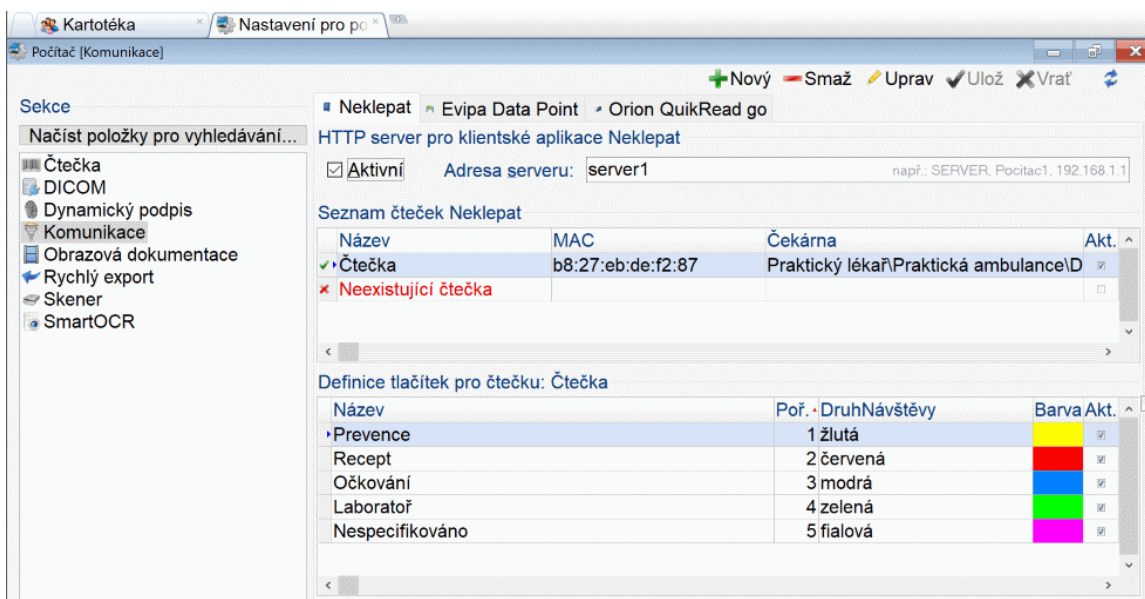 Kartotéka
Nastavení pro po
Počítač [Komunikace]
Nový Smaž Uprav Ulož Vrať
Sekce
Načíst položky pro vyhledávání...
Čtečka
DICOM
Dynamický podpis
Komunikace
Obrazová dokumentace
Rychlý export
Skener
SmartOCR
Neklepat Evipa Data Point Orion QuikRead go
HTTP server pro klientské aplikace Neklepat
Aktivní Adresa serveru: server1 např.: SERVER, Pocitac1, 192.168.1.1
Seznam čteček Neklepat
Název MAC Čekárna Akt.
Čtečka b8:27:eb:de:f2:87 Praktický lékař\Praktická ambulance\D
Neexistující čtečka
Definice tlačítek pro čtečku: Čtečka
Název Poř. DruhNávštěvy Barva Akt.
Prevence 1 žlutá
Recept 2 červená
Očkování 3 modrá
Laboratoř 4 zelená
Nespecifikováno 5 fialová